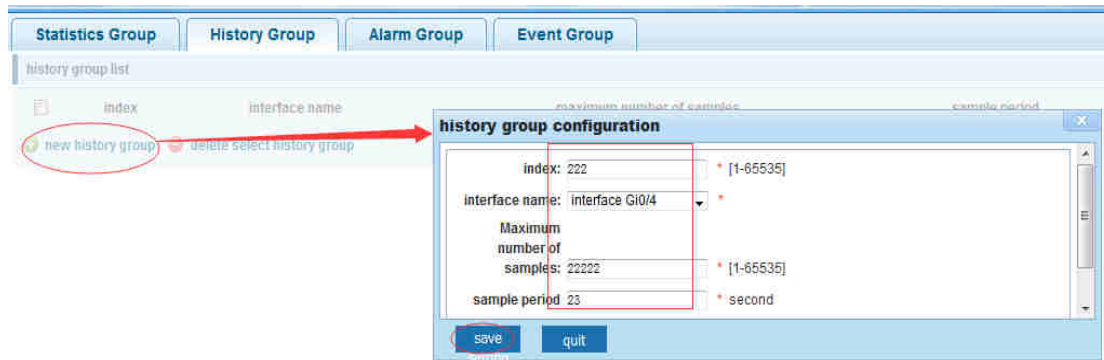 Statistics Group History Group Alarm Group Event Group
history group list
index interface name maximum number of samples sample period
new history group delete select history group
history group configuration
index: 222 * [1-65535]
interface name: interface Gi0/4 *
Maximum
number of
samples: 22222 * [1-65535]
sample period 23 * second
save quit